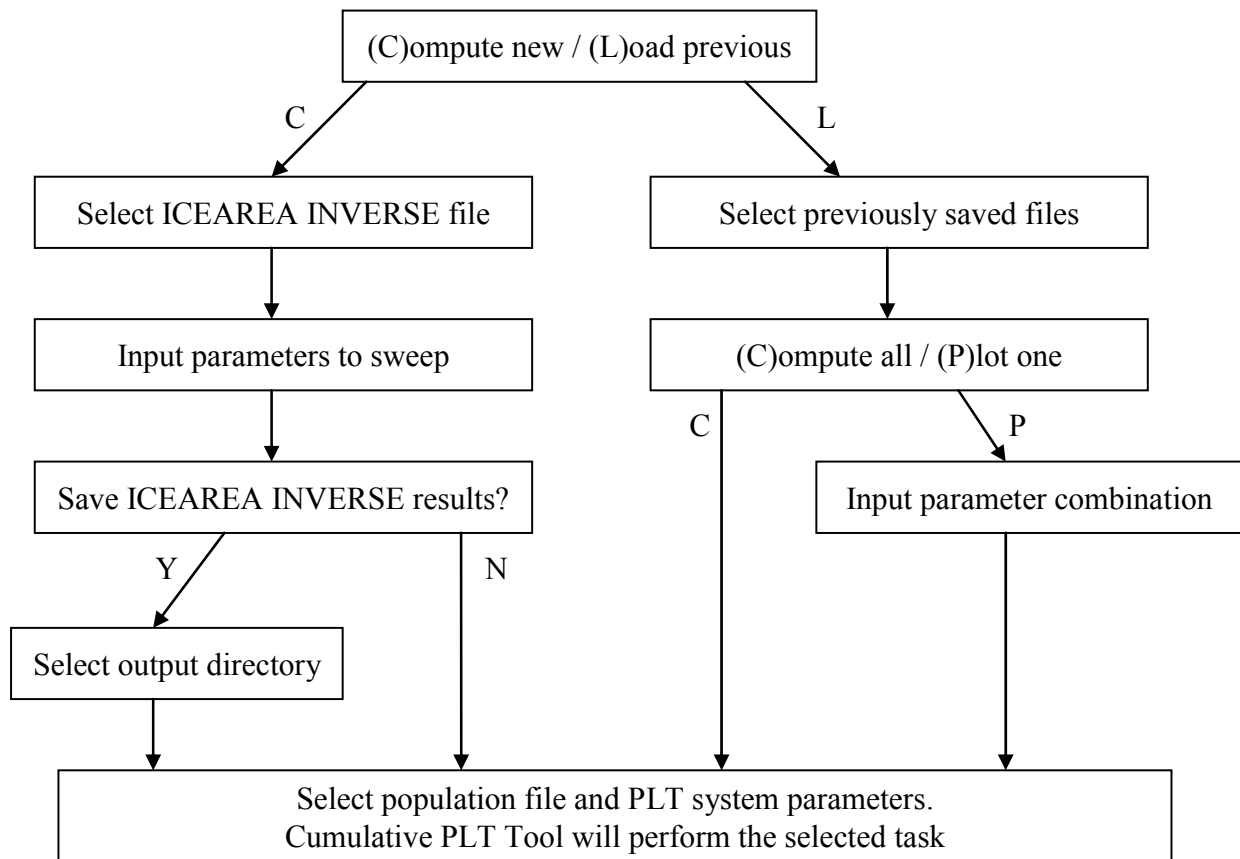 (C)ompute new / (L)oad previous
C
L
Select ICEAREA INVERSE file
Select previously saved files
Input parameters to sweep
(C)ompute all / (P)lot one
C
P
Save ICEAREA INVERSE results?
Input parameter combination
Y
N
Select output directory
Select population file and PLT system parameters.
Cumulative PLT Tool will perform the selected task